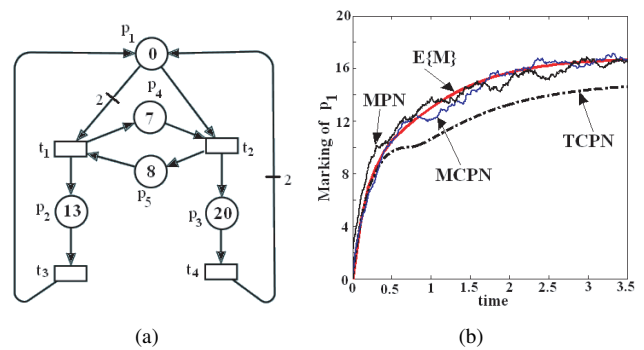 p1
0
2
p4
7
t1
t2
8
p5
p2
13
p3
20
2
t3
t4
(a)
20
16
12
8
4
0
Marking of p1
E{M}
MPN
MCPN
TCPN
0 0.5 1 1.5 2 2.5 3 3.5
time
(b)